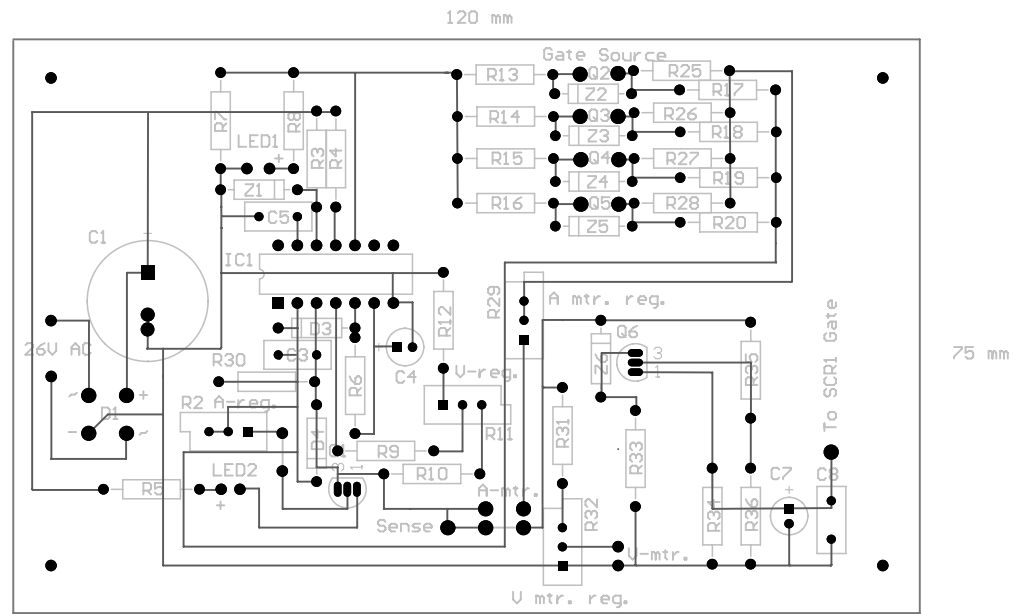 120 mm
Gate Source
R13 Q2 R25
Z2 R17
R7 R8 R14 Q3 R26
Z3 R18
LED1 R3 R4
+ R15 Q4 R27
Z1 Z4 R19
C5 R16 Q5 R28
Z5 R20
C1
IC1
R29 A mtr. reg.
R12
D3 Q6
26V AC C3 Z6 3
R30 C4 V-reg. 1 R35 75 mm
R6
~ +
R2 A-reg.
D1 R11 R31 To SCR1 Gate
- ~ D4 Q1 R9 R33
LED2 3 1 R10 C7 C8
R5 A-mtr. +
+ R32 R34 R36
Sense
V-mtr.
V mtr. reg.